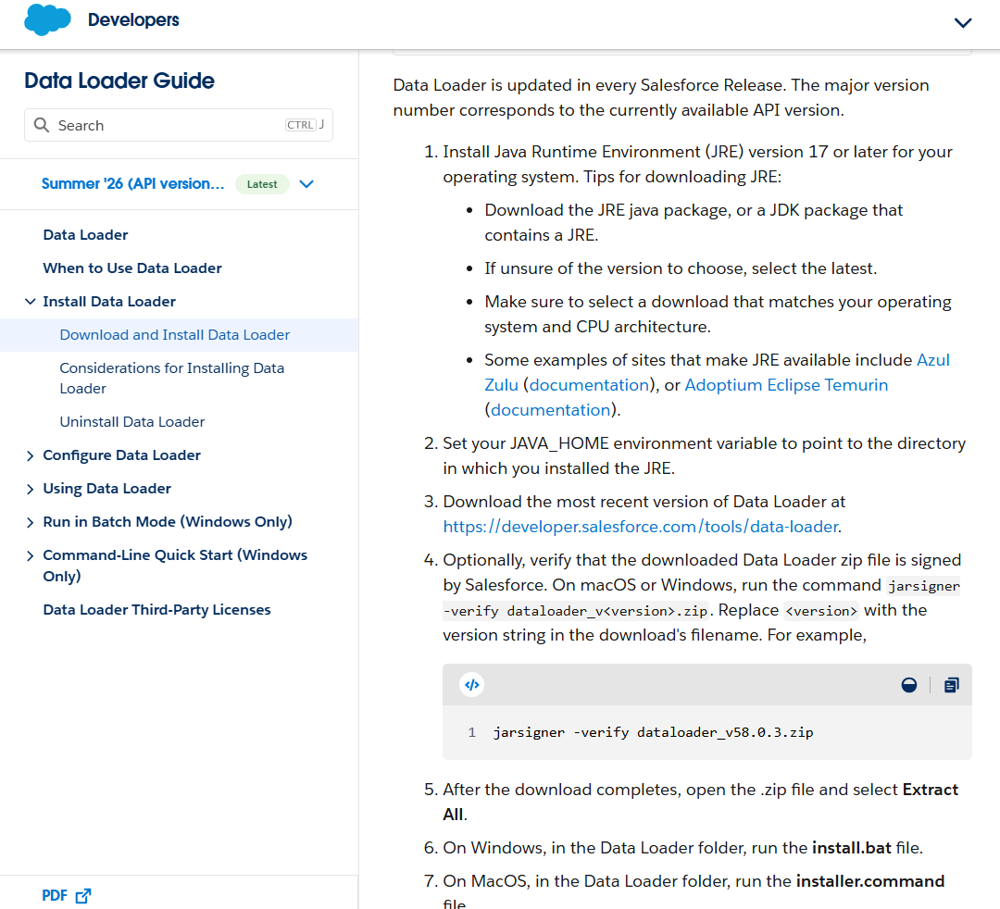 Developers
Data Loader Guide
Search CTRL J
Summer '26 (API version... Latest
Data Loader
When to Use Data Loader
Install Data Loader
Download and Install Data Loader
Considerations for Installing Data
Loader
Uninstall Data Loader
Configure Data Loader
Using Data Loader
Run in Batch Mode (Windows Only)
Command-Line Quick Start (Windows
Only)
Data Loader Third-Party Licenses
PDF
Data Loader is updated in every Salesforce Release. The major version
number corresponds to the currently available API version.
1. Install Java Runtime Environment (JRE) version 17 or later for your
operating system. Tips for downloading JRE:
• Download the JRE java package, or a JDK package that
contains a JRE.
• If unsure of the version to choose, select the latest.
• Make sure to select a download that matches your operating
system and CPU architecture.
• Some examples of sites that make JRE available include Azul
Zulu (documentation), or Adoptium Eclipse Temurin
(documentation).
2. Set your JAVA_HOME environment variable to point to the directory
in which you installed the JRE.
3. Download the most recent version of Data Loader at
https://developer.salesforce.com/tools/data-loader.
4. Optionally, verify that the downloaded Data Loader zip file is signed
by Salesforce. On macOS or Windows, run the command jarsigner
-verify dataloader_v<version>.zip. Replace <version> with the
version string in the download's filename. For example,
</>
1 jarsigner -verify dataloader_v58.0.3.zip
5. After the download completes, open the .zip file and select Extract
All.
6. On Windows, in the Data Loader folder, run the install.bat file.
7. On MacOS, in the Data Loader folder, run the installer.command
file.